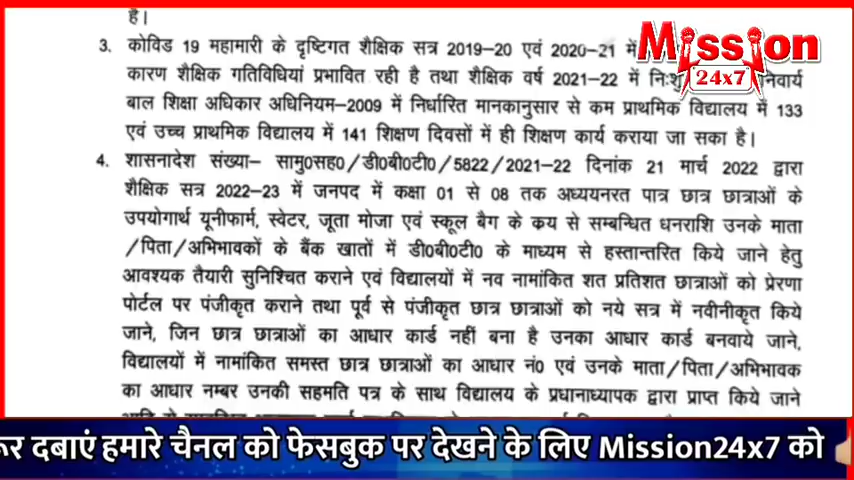 है।
3. कोविड 19 महामारी के दृष्टिगत शैक्षिक सत्र 2019-20 एवं 2020-21 में
Mission
24x7
कारण शैक्षिक गतिविधियां प्रभावित रही है तथा शैक्षिक वर्ष 2021-22 में नि:शु निवार्य
बाल शिक्षा अधिकार अधिनियम-2009 में निर्धारित मानकानुसार से कम प्राथमिक विद्यालय में 133
एवं उच्च प्राथमिक विद्यालय में 141 शिक्षण दिवसों में ही शिक्षण कार्य कराया जा सका है।
4. शासनादेश संख्या- सामु0सह0/डी0बी0टी0/5822/2021-22 दिनांक 21 मार्च 2022 द्वारा
शैक्षिक सत्र 2022-23 में जनपद में कक्षा 01 से 08 तक अध्ययनरत पात्र छात्र छात्राओं के
उपयोगार्थ यूनीफार्म, स्वेटर, जूता मोजा एवं स्कूल बैग के क्रय से सम्बन्धित धनराशि उनके माता
/पिता/अभिभावकों के बैंक खातों में डी0बी0टी0 के माध्यम से हस्तान्तरित किये जाने हेतु
आवश्यक तैयारी सुनिश्चित कराने एवं विद्यालयों में नव नामांकित शत प्रतिशत छात्राओं को प्रेरणा
पोर्टल पर पंजीकृत कराने तथा पूर्व से पंजीकृत छात्र छात्राओं को नये सत्र में नवीनीकृत किये
जाने, जिन छात्र छात्राओं का आधार कार्ड नहीं बना है उनका आधार कार्ड बनवाये जाने,
विद्यालयों में नामांकित समस्त छात्र छात्राओं का आधार नं0 एवं उनके माता/पिता/अभिभावक
का आधार नम्बर उनकी सहमति पत्र के साथ विद्यालय के प्रधानाध्यापक द्वारा प्राप्त किये जाने
रूर दबाएं हमारे चैनल को फेसबुक पर देखने के लिए Mission24x7 को